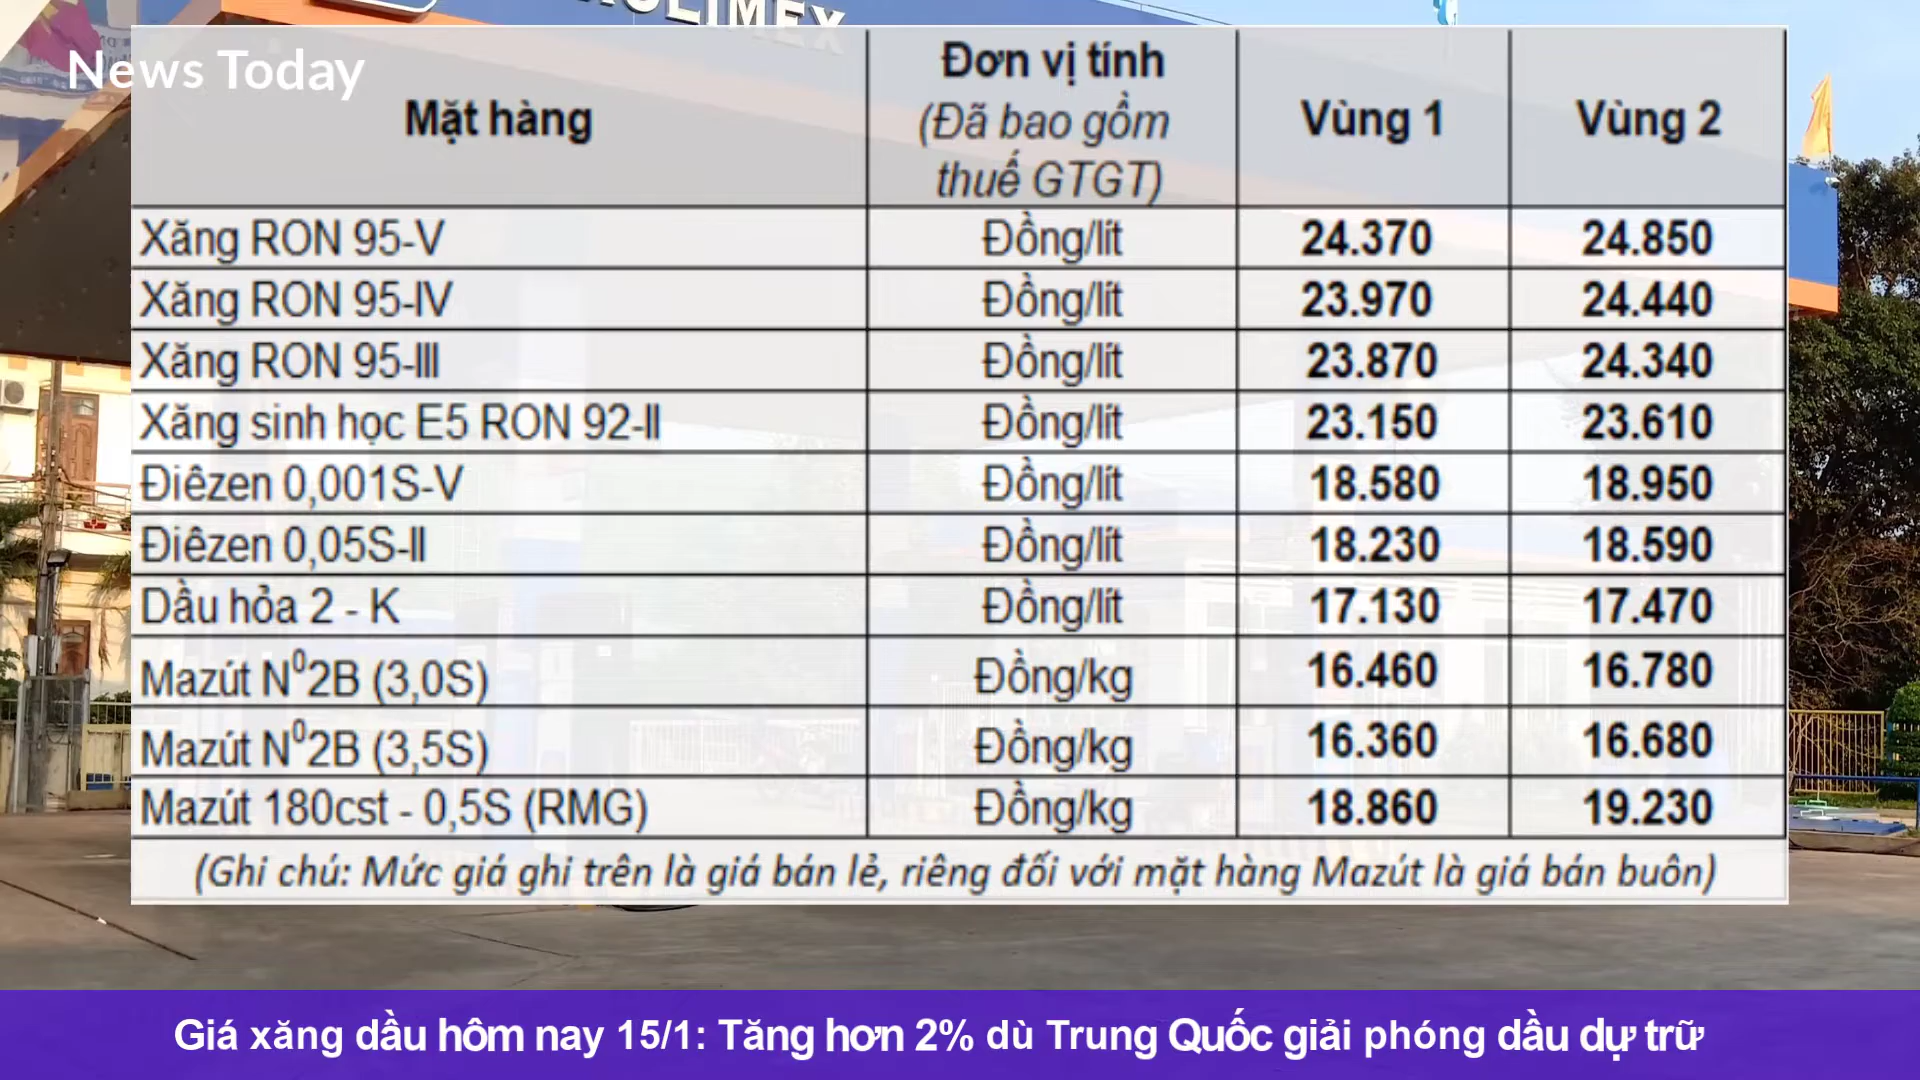 News Today
Mặt hàng Đơn vị tính (Đã bao gồm thuế GTGT) Vùng 1 Vùng 2
Xăng RON 95-V Đồng/lít 24.370 24.850
Xăng RON 95-IV Đồng/lít 23.970 24.440
Xăng RON 95-III Đồng/lít 23.870 24.340
Xăng sinh học E5 RON 92-II Đồng/lít 23.150 23.610
Điêzen 0,001S-V Đồng/lít 18.580 18.950
Điêzen 0,05S-II Đồng/lít 18.230 18.590
Dầu hỏa 2 - K Đồng/lít 17.130 17.470
Mazút N⁰2B (3,0S) Đồng/kg 16.460 16.780
Mazút N⁰2B (3,5S) Đồng/kg 16.360 16.680
Mazút 180cst - 0,5S (RMG) Đồng/kg 18.860 19.230
(Ghi chú: Mức giá ghi trên là giá bán lẻ, riêng đối với mặt hàng Mazút là giá bán buôn)
Giá xăng dầu hôm nay 15/1: Tăng hơn 2% dù Trung Quốc giải phóng dầu dự trữ